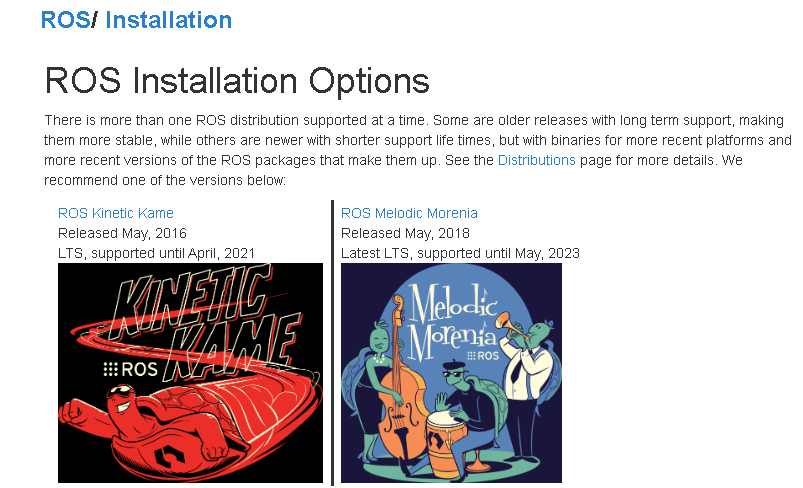 ROS/ Installation
ROS Installation Options
There is more than one ROS distribution supported at a time. Some are older releases with long term support, making
them more stable, while others are newer with shorter support life times, but with binaries for more recent platforms and
more recent versions of the ROS packages that make them up. See the Distributions page for more details. We
recommend one of the versions below:
ROS Kinetic Kame
Released May, 2016
LTS, supported until April, 2021
KINETIC
KAME
ROS
ROS Melodic Morenia
Released May, 2018
Latest LTS, supported until May, 2023
Melodic
Morenia
ROS